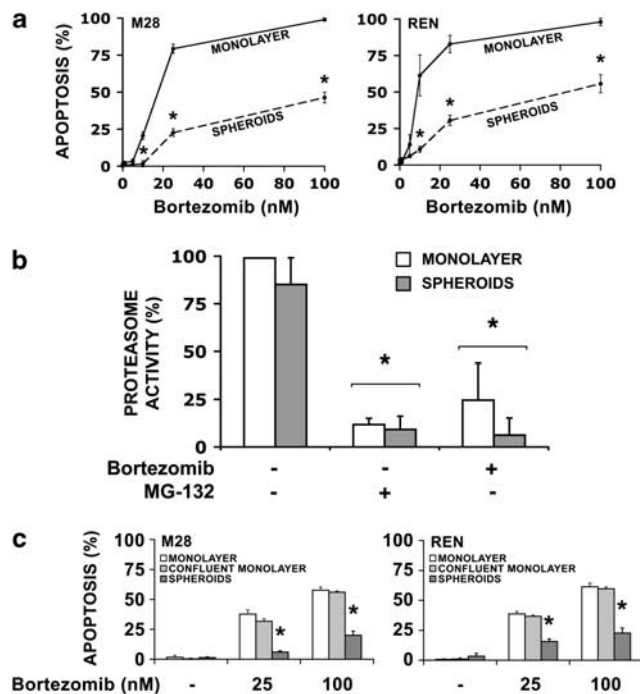 a
M28
REN
APOPTOSIS (%)
100
75
50
25
0
MONOLAYER
*
*
*
SPHEROIDS
0 20 40 60 80 100
Bortezomib (nM)
100
75
50
25
0
MONOLAYER
*
*
*
SPHEROIDS
0 20 40 60 80 100
Bortezomib (nM)
b
PROTEASOME
ACTIVITY (%)
100
75
50
25
0
MONOLAYER
SPHEROIDS
*
*
Bortezomib - - +
MG-132 - + -
c
APOPTOSIS (%)
100
75
50
25
0
M28
MONOLAYER
CONFLUENT MONOLAYER
SPHEROIDS
*
*
100
75
50
25
0
REN
MONOLAYER
CONFLUENT MONOLAYER
SPHEROIDS
*
*
Bortezomib (nM) - 25 100 - 25 100